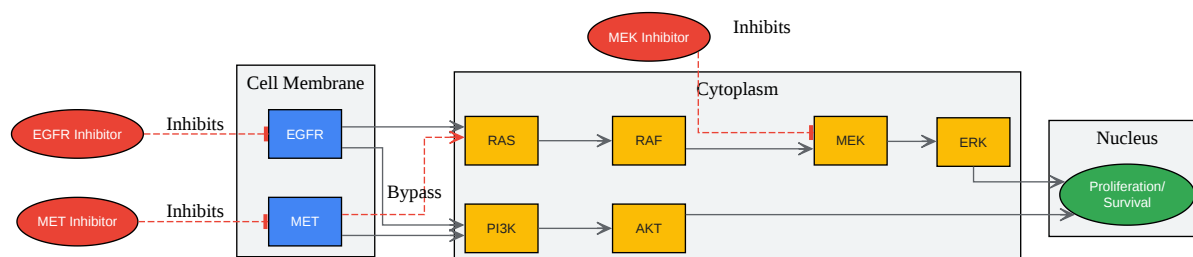 MEK Inhibitor
Inhibits
Cell Membrane
Cytoplasm
EGFR Inhibitor
Inhibits
EGFR
RAS
RAF
MEK
ERK
Nucleus
Bypass
Proliferation/
Survival
MET Inhibitor
Inhibits
MET
PI3K
AKT